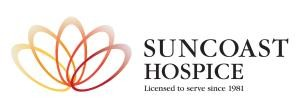 SUNCOAST
HOSPICE
Licensed to serve since 1981